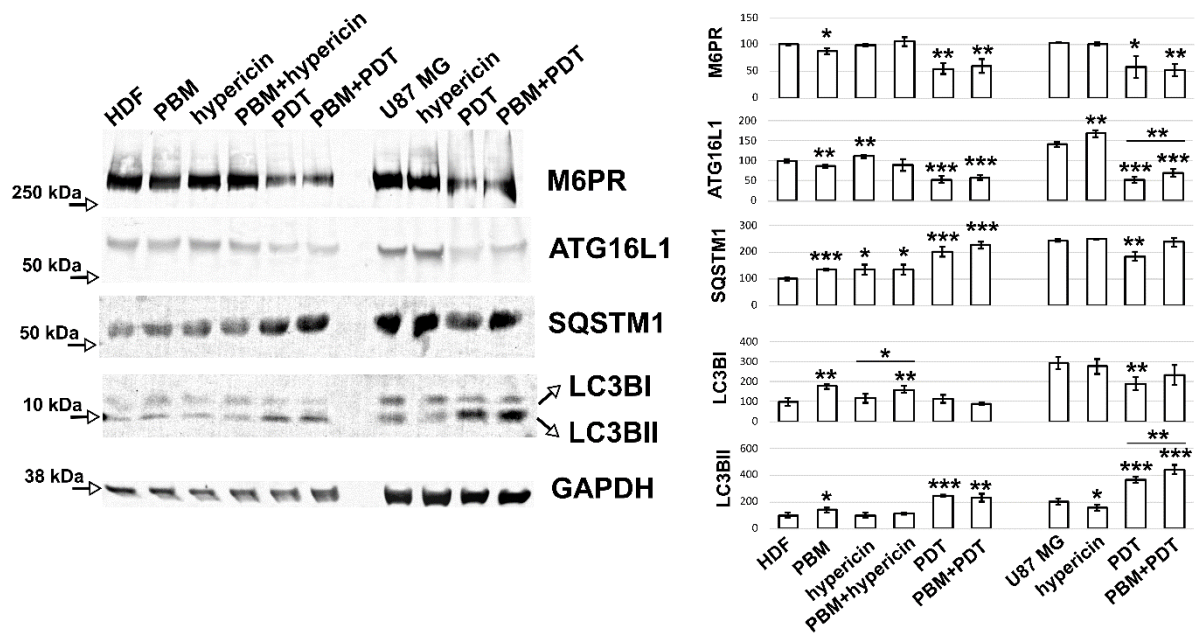 HDF PBM hypericin PBM+hypericin PDT PBM+PDT U87 MG hypericin PDT PBM+PDT
250 kDa M6PR
50 kDa ATG16L1
50 kDa SQSTM1
LC3BI
10 kDa
LC3BII
38 kDa GAPDH
M6PR
150
100
50
0
* ** ** * **
ATG16L1
200
150
100
50
0
** ** *** *** ** *** *** **
SQSTM1
300
200
100
0
*** * * *** *** **
LC3BI
400
300
200
100
0
** * ** **
LC3BII
600
400
200
0
* *** ** * *** *** **
HDF PBM hypericin PBM+hypericin PDT PBM+PDT U87 MG hypericin PDT PBM+PDT